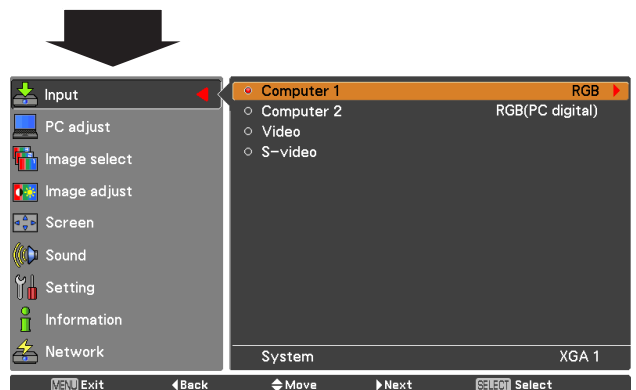 Input
PC adjust
Image select
Image adjust
Screen
Sound
Setting
Information
Network
Computer 1 RGB
Computer 2 RGB(PC digital)
Video
S-video
System XGA 1
MENU Exit Back Move Next SELECT Select